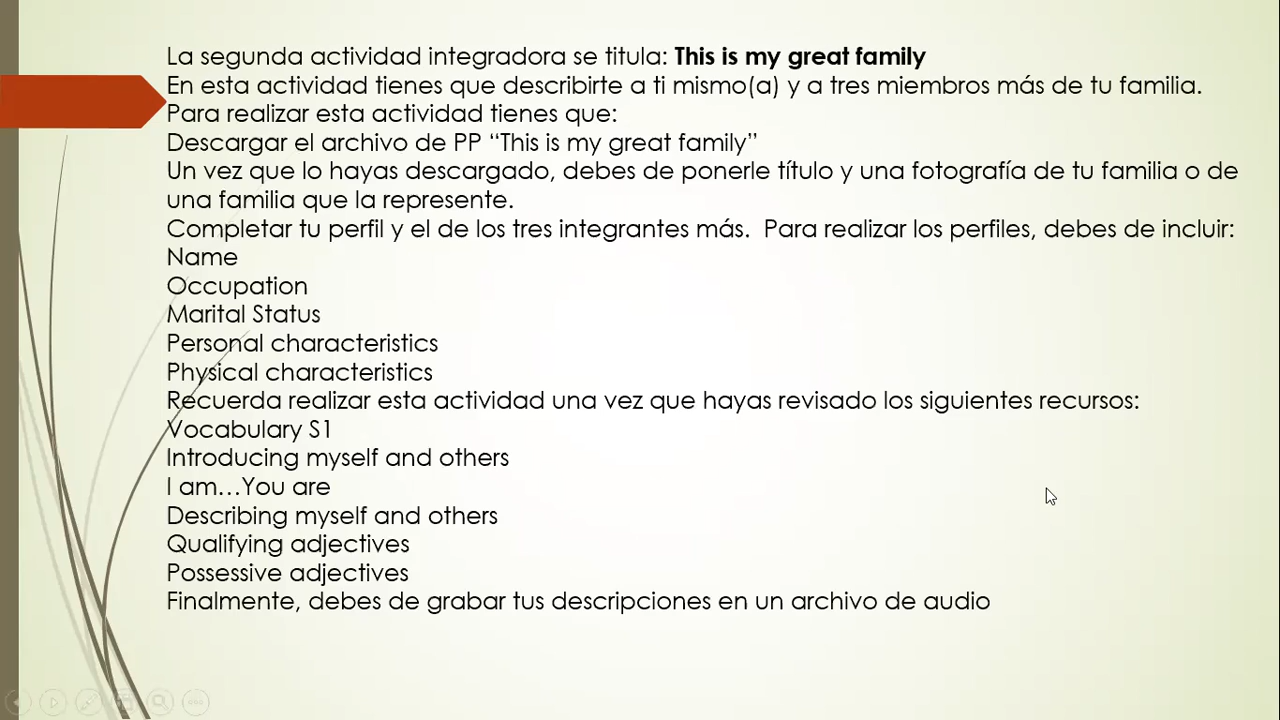 La segunda actividad integradora se titula: This is my great family
En esta actividad tienes que describirte a ti mismo(a) y a tres miembros más de tu familia.
Para realizar esta actividad tienes que:
Descargar el archivo de PP “This is my great family”
Un vez que lo hayas descargado, debes de ponerle título y una fotografía de tu familia o de
una familia que la represente.
Completar tu perfil y el de los tres integrantes más.  Para realizar los perfiles, debes de incluir:
Name
Occupation
Marital Status
Personal characteristics
Physical characteristics
Recuerda realizar esta actividad una vez que hayas revisado los siguientes recursos:
Vocabulary S1
Introducing myself and others
I am…You are
Describing myself and others
Qualifying adjectives
Possessive adjectives
Finalmente, debes de grabar tus descripciones en un archivo de audio